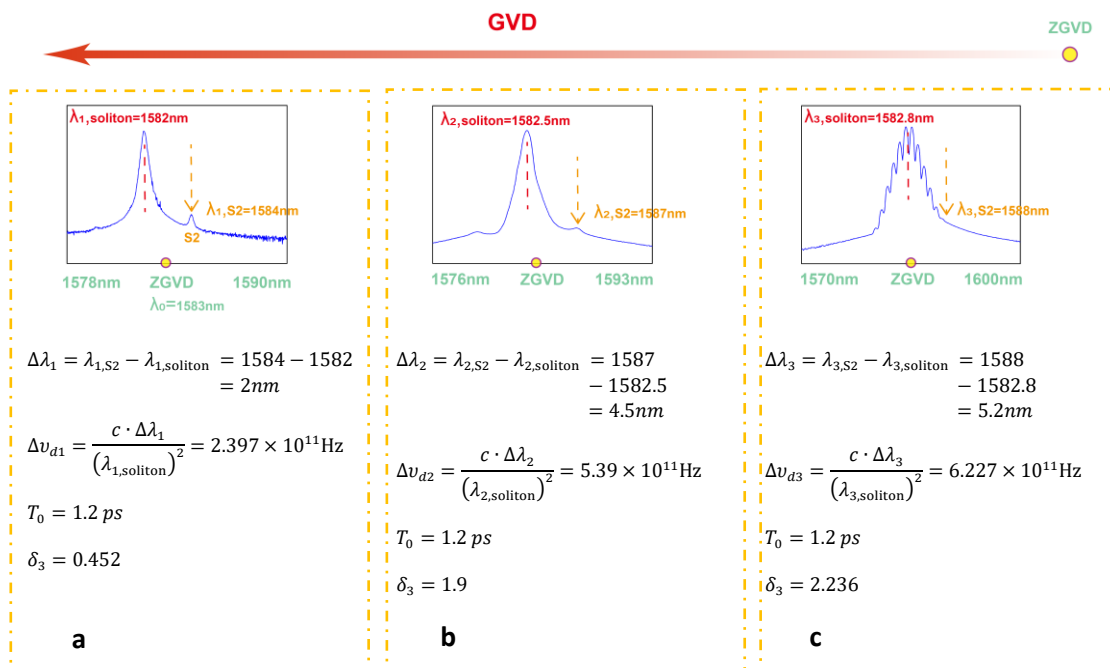 GVD
ZGVD
λ1,soliton=1582nm
λ1,S2=1584nm
S2
1578nm ZGVD 1590nm
λ0=1583nm
Δλ₁ = λ₁,S2 − λ₁,soliton = 1584 − 1582
= 2nm
Δυd1 = c · Δλ₁ / (λ₁,soliton)² = 2.397 × 10¹¹Hz
T₀ = 1.2 ps
δ₃ = 0.452
a
λ2,soliton=1582.5nm
λ2,S2=1587nm
1576nm ZGVD 1593nm
Δλ₂ = λ₂,S2 − λ₂,soliton = 1587
− 1582.5
= 4.5nm
Δυd2 = c · Δλ₂ / (λ₂,soliton)² = 5.39 × 10¹¹Hz
T₀ = 1.2 ps
δ₃ = 1.9
b
λ3,soliton=1582.8nm
λ3,S2=1588nm
1570nm ZGVD 1600nm
Δλ₃ = λ₃,S2 − λ₃,soliton = 1588
− 1582.8
= 5.2nm
Δυd3 = c · Δλ₃ / (λ₃,soliton)² = 6.227 × 10¹¹Hz
T₀ = 1.2 ps
δ₃ = 2.236
c